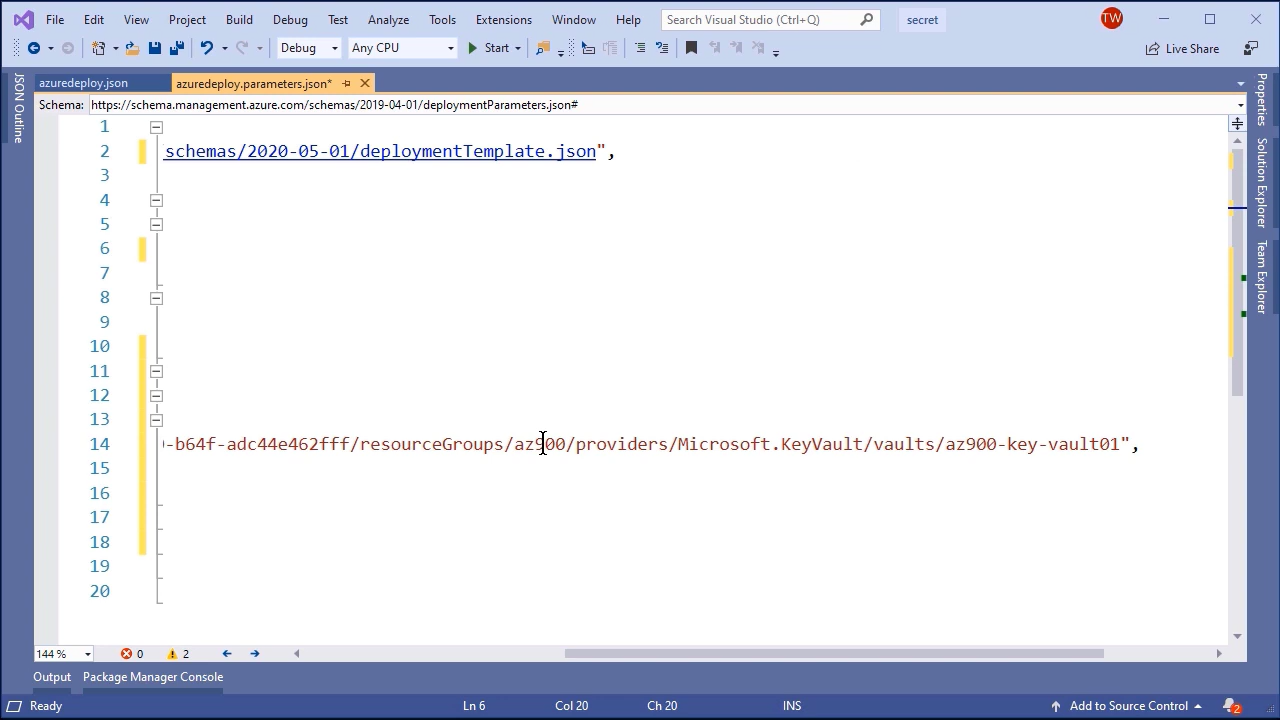 File Edit View Project Build Debug Test Analyze Tools Extensions Window Help Search Visual Studio (Ctrl+Q) secret TW
Debug Any CPU Start Live Share
JSON Outline
azuredeploy.json azuredeploy.parameters.json*
Schema: https://schema.management.azure.com/schemas/2019-04-01/deploymentParameters.json#
Properties
Solution Explorer
Team Explorer
1
2 schemas/2020-05-01/deploymentTemplate.json",
3
4
5
6
7
8
9
10
11
12
13
14 -b64f-adc44e462fff/resourceGroups/az900/providers/Microsoft.KeyVault/vaults/az900-key-vault01",
15
16
17
18
19
20
144 % 0 2
Output Package Manager Console
Ready Ln 6 Col 20 Ch 20 INS Add to Source Control 2